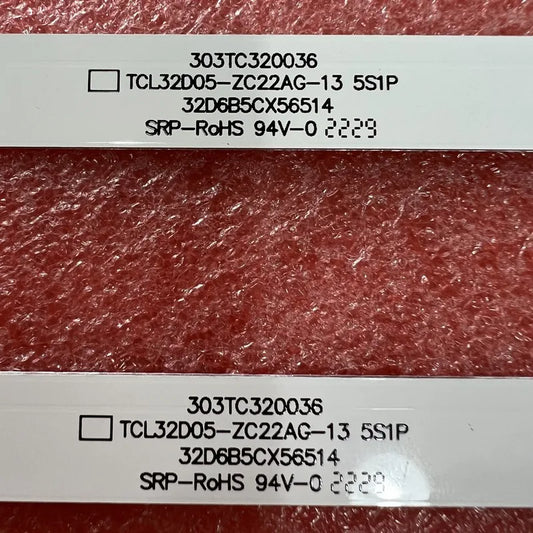 303TC320036
TCL32D05-ZC22AG-13 5S1P
32D6B5CX56514
SRP-RoHS 94V-0 2229
303TC320036
TCL32D05-ZC22AG-13 5S1P
32D6B5CX56514
SRP-RoHS 94V-0 2229